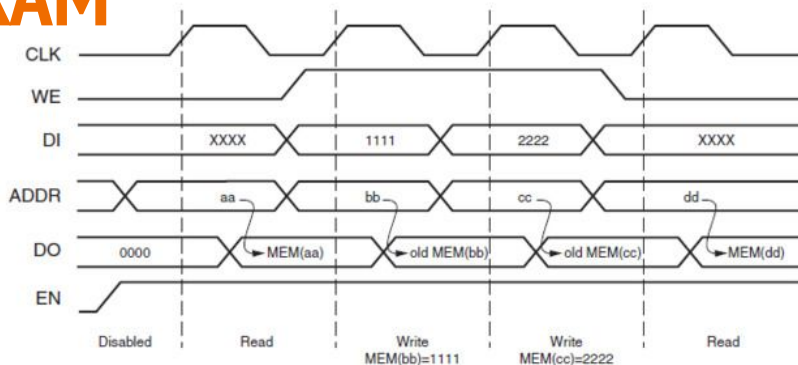 CLK
WE
DI XXXX 1111 2222 XXXX
ADDR aa bb cc dd
DO 0000 MEM(aa) old MEM(bb) old MEM(cc) MEM(dd)
EN
Disabled Read Write Write Read
MEM(bb)=1111 MEM(cc)=2222